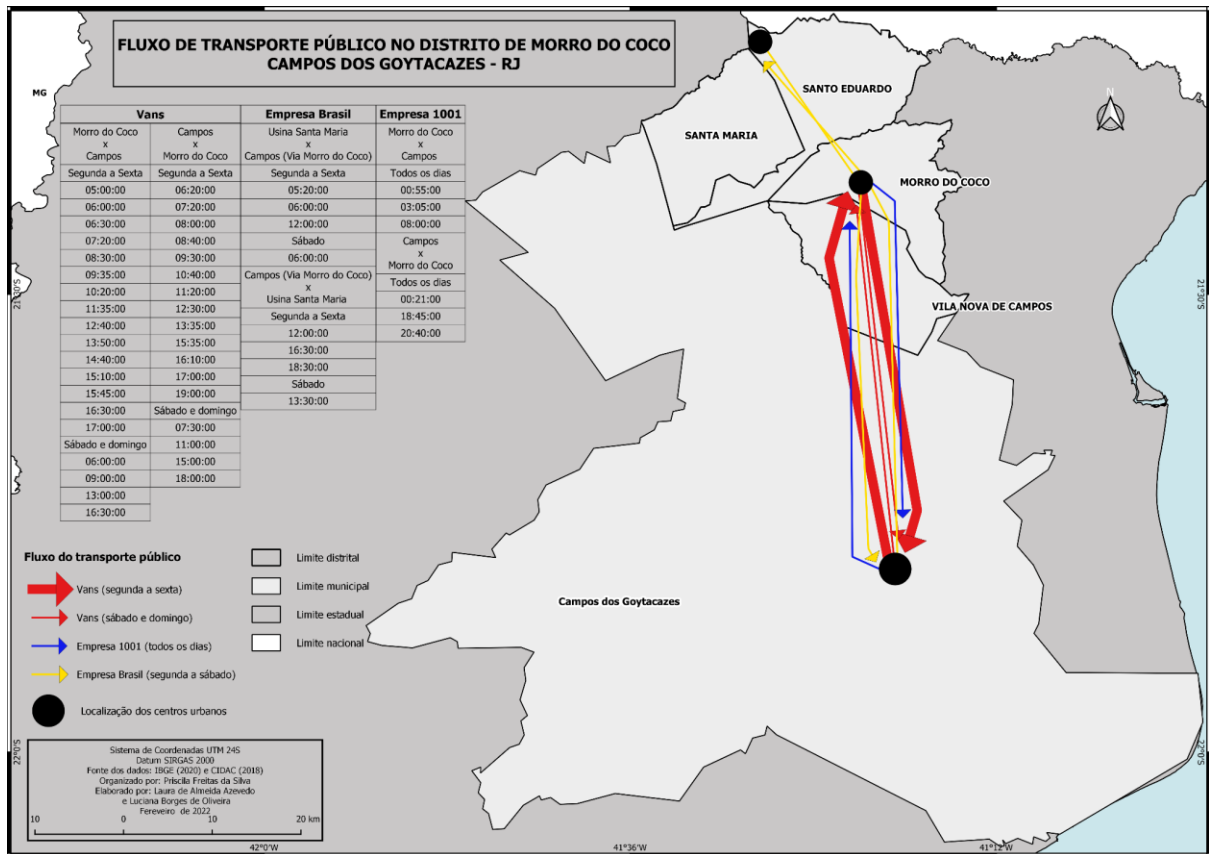 FLUXO DE TRANSPORTE PÚBLICO NO DISTRITO DE MORRO DO COCO
CAMPOS DOS GOYTACAZES - RJ
MG
Vans
Morro do Coco
x
Campos
Segunda a Sexta
05:00:00
06:00:00
06:30:00
07:20:00
08:30:00
09:35:00
10:20:00
11:35:00
12:40:00
13:50:00
14:40:00
15:10:00
15:45:00
16:30:00
17:00:00
Sábado e domingo
06:00:00
09:00:00
13:00:00
16:30:00
Campos
x
Morro do Coco
Segunda a Sexta
06:20:00
07:20:00
08:00:00
08:40:00
09:30:00
10:40:00
11:20:00
12:30:00
13:35:00
15:35:00
16:10:00
17:00:00
19:00:00
Sábado e domingo
07:30:00
11:00:00
15:00:00
18:00:00
Empresa Brasil
Usina Santa Maria
x
Campos (Via Morro do Coco)
Segunda a Sexta
05:20:00
06:00:00
12:00:00
Sábado
06:00:00
Campos (Via Morro do Coco)
x
Usina Santa Maria
Segunda a Sexta
12:00:00
16:30:00
18:30:00
Sábado
13:30:00
Empresa 1001
Morro do Coco
x
Campos
Todos os dias
00:55:00
03:05:00
08:00:00
Campos
x
Morro do Coco
Todos os dias
00:21:00
18:45:00
20:40:00
SANTO EDUARDO
SANTA MARIA
MORRO DO COCO
VILA NOVA DE CAMPOS
Campos dos Goytacazes
N
21°30'S
21°30'S
22°0'S
22°0'S
Fluxo do transporte público
Vans (segunda a sexta)
Vans (sábado e domingo)
Empresa 1001 (todos os dias)
Empresa Brasil (segunda a sábado)
Localização dos centros urbanos
Limite distrital
Limite municipal
Limite estadual
Limite nacional
Sistema de Coordenadas UTM 24S
Datum SIRGAS 2000
Fonte dos dados: IBGE (2020) e CIDAC (2018)
Organizado por: Priscila Freitas da Silva
Elaborado por: Laura de Almeida Azevedo
e Luciana Borges de Oliveira
Fereveiro de 2022
10 0 10 20 km
42°0'W 41°36'W 41°12'W